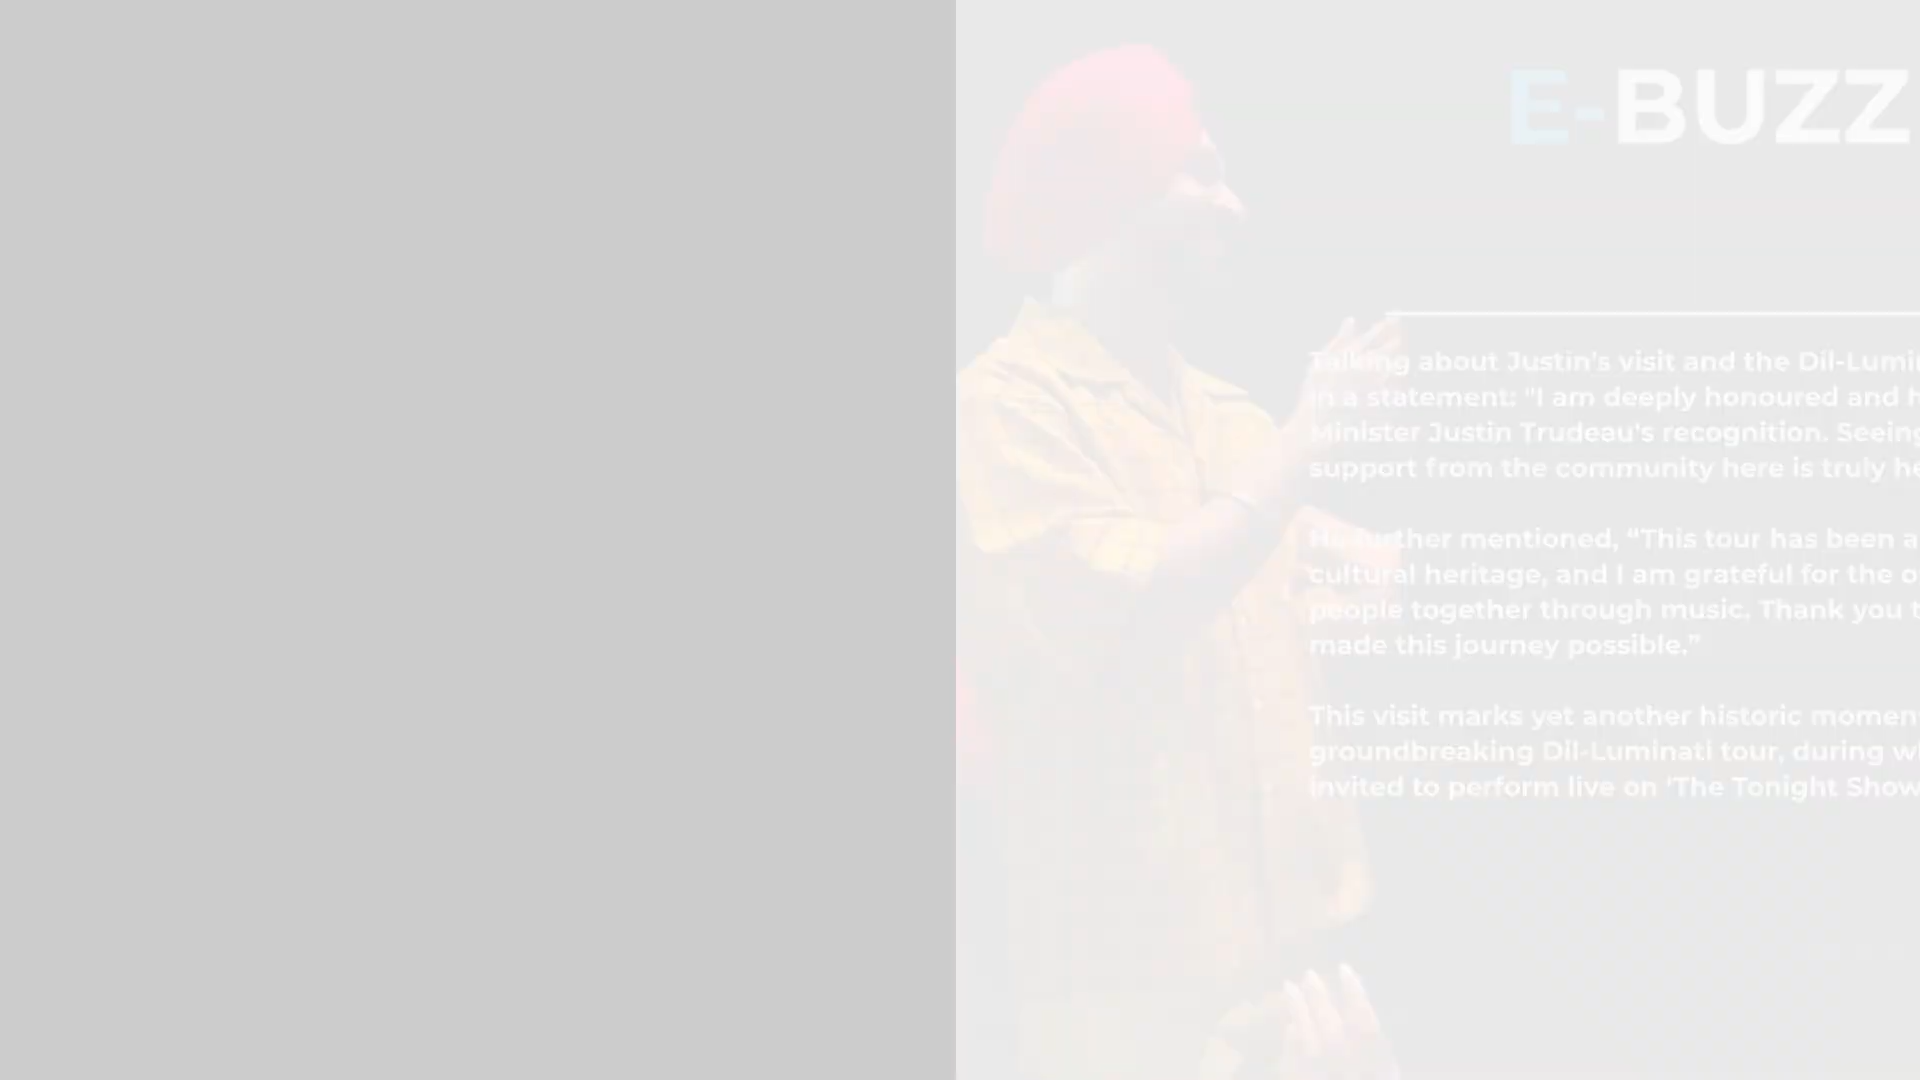 E-BUZZ
Talking about Justin's visit and the Dil-Lumin
in a statement: "I am deeply honoured and h
Minister Justin Trudeau's recognition. Seeing
support from the community here is truly he
He further mentioned, “This tour has been a
cultural heritage, and I am grateful for the o
people together through music. Thank you t
made this journey possible.”
This visit marks yet another historic momen
groundbreaking Dil-Luminati tour, during wh
invited to perform live on 'The Tonight Show